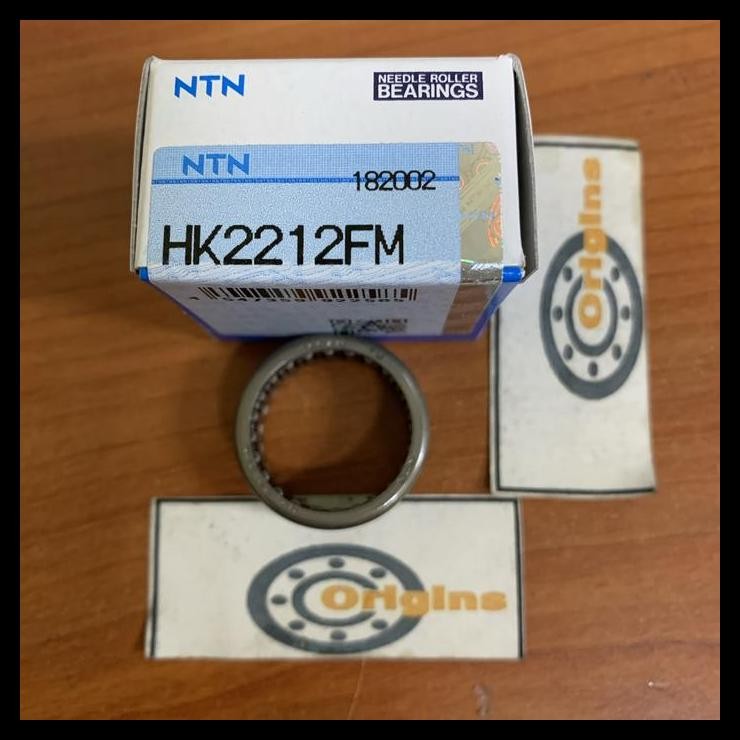 NTN
NEEDLE ROLLER
BEARINGS
NTN
182002
HK2212FM
Origins
Origins